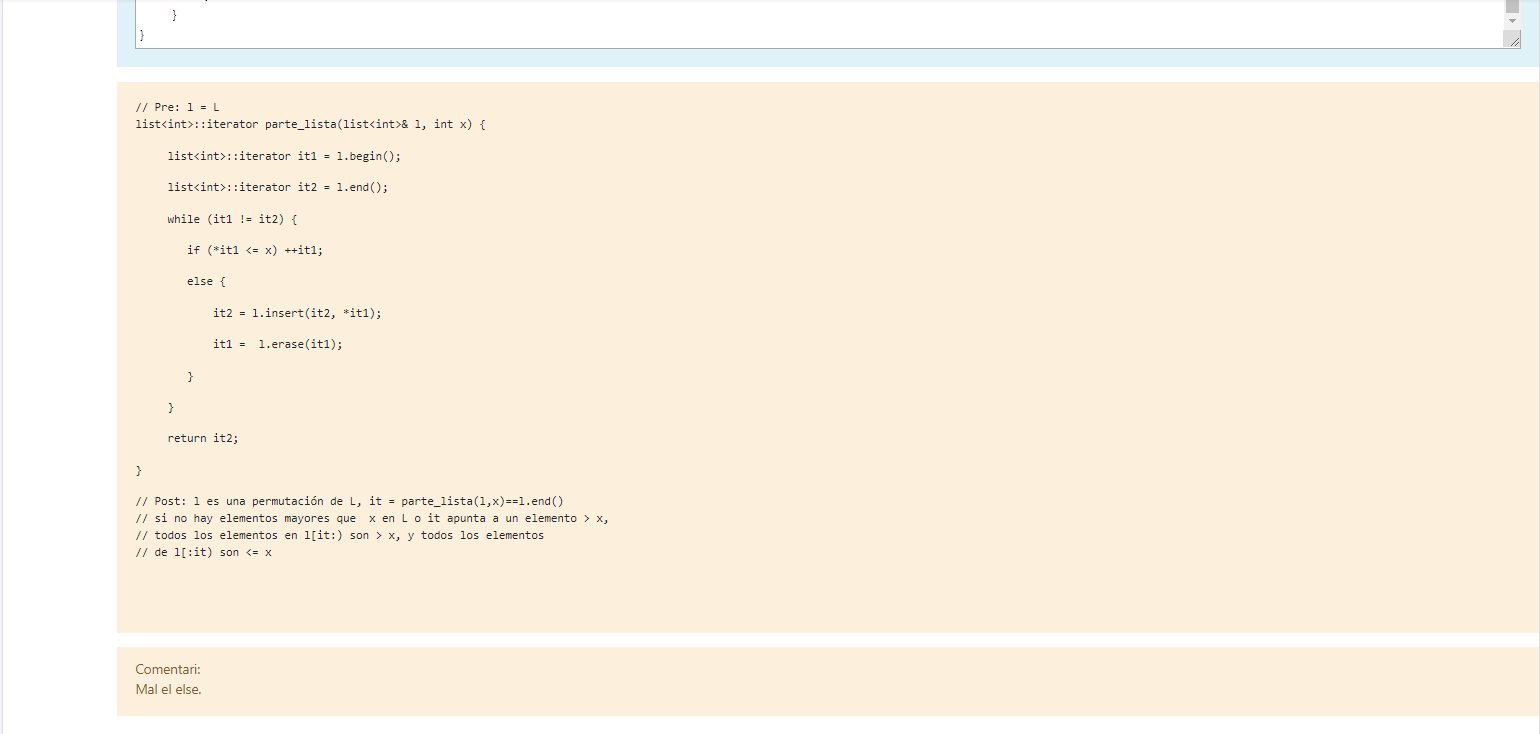 }
}
// Pre: l = L
list<int>::iterator parte_lista(list<int>& l, int x) {
list<int>::iterator it1 = l.begin();
list<int>::iterator it2 = l.end();
while (it1 != it2) {
if (*it1 <= x) ++it1;
else {
it2 = l.insert(it2, *it1);
it1 =  l.erase(it1);
}
}
return it2;
}
// Post: l es una permutación de L, it = parte_lista(l,x)==l.end()
// si no hay elementos mayores que  x en L o it apunta a un elemento > x,
// todos los elementos en l[it:) son > x, y todos los elementos
// de l[:it) son <= x
Comentari:
Mal el else.